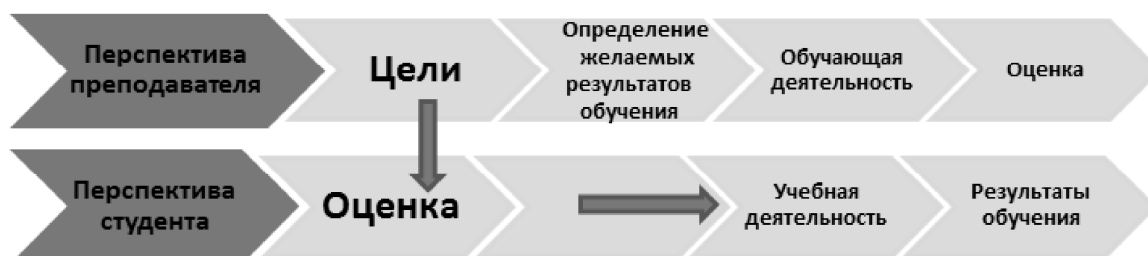 Перспектива
преподавателя
Цели
Определение
желаемых
результатов
обучения
Обучающая
деятельность
Оценка
Перспектива
студента
Оценка
Учебная
деятельность
Результаты
обучения